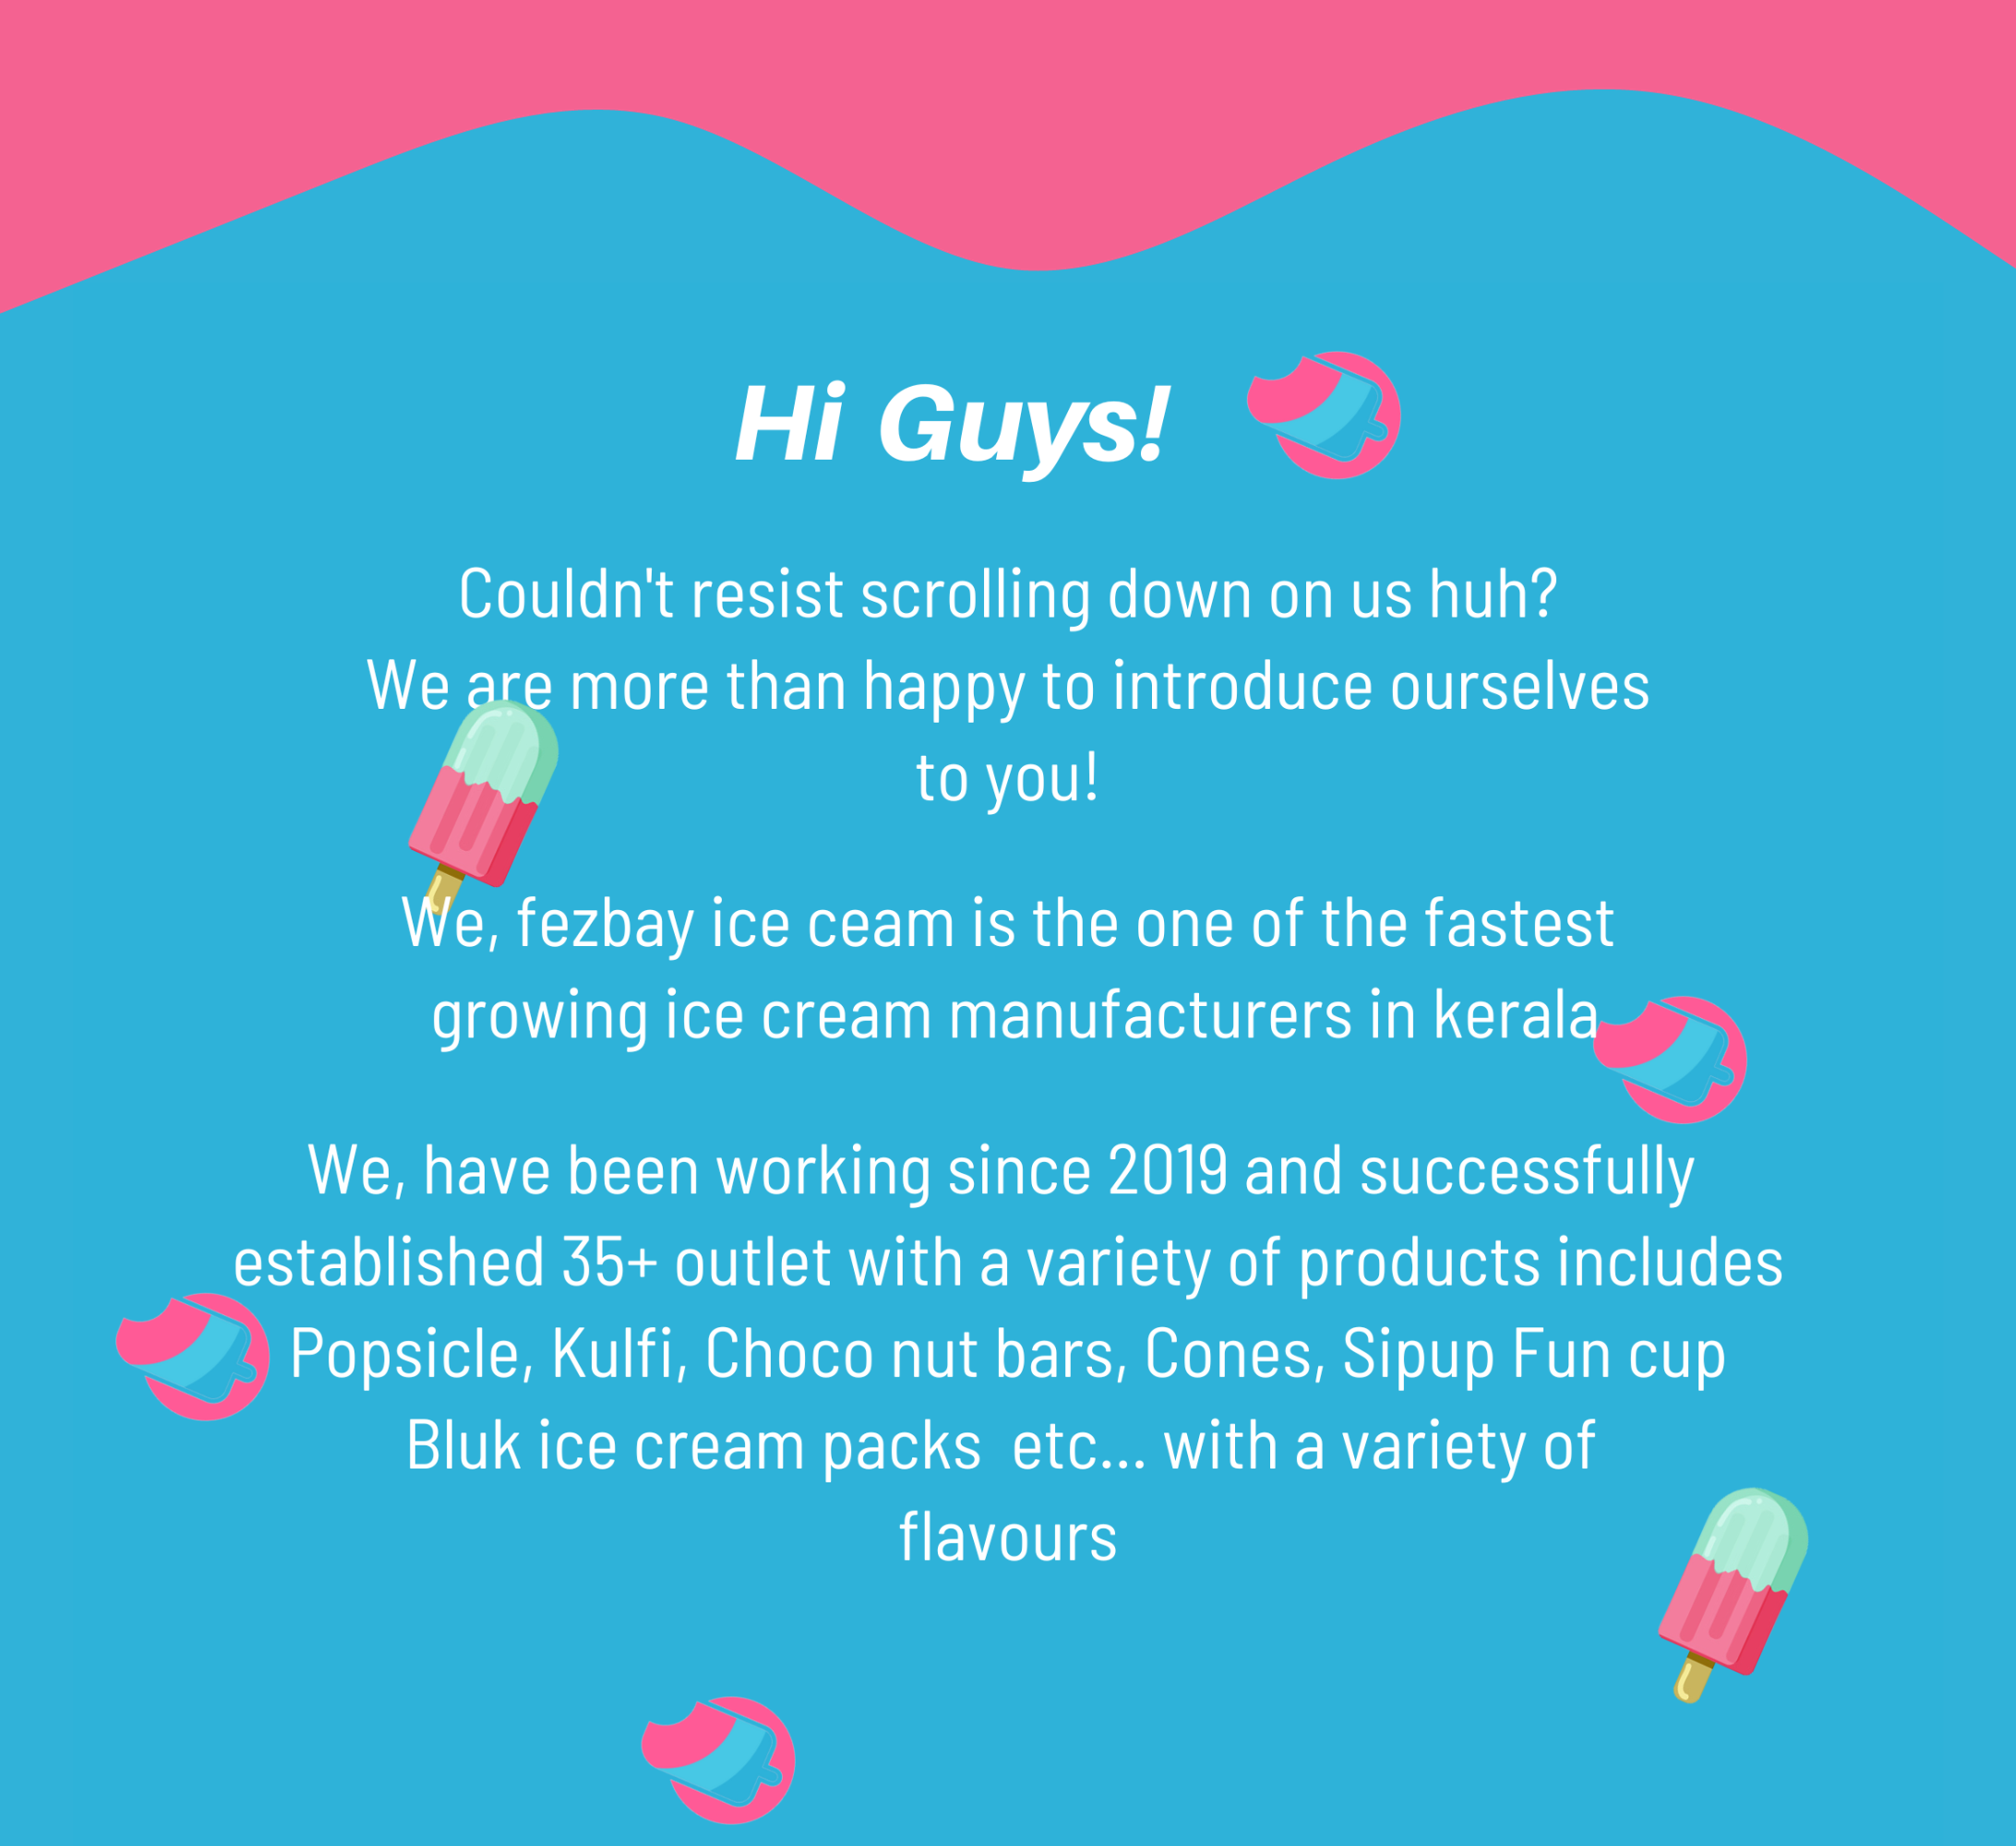 Hi Guys!
Couldn't resist scrolling down on us huh?
We are more than happy to introduce ourselves
to you!
We, fezbay ice ceam is the one of the fastest
growing ice cream manufacturers in kerala
We, have been working since 2019 and successfully
established 35+ outlet with a variety of products includes
Popsicle, Kulfi, Choco nut bars, Cones, Sipup Fun cup
Bluk ice cream packs  etc... with a variety of
flavours